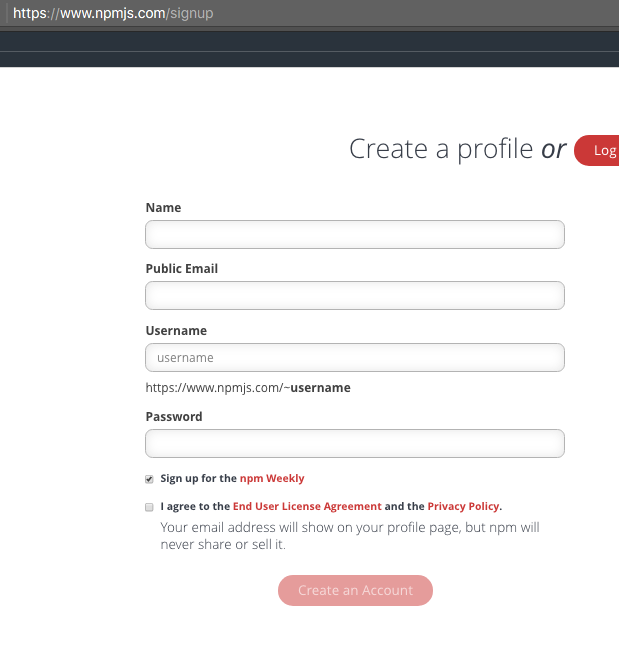 https://www.npmjs.com/signup
Create a profile or Log
Name
Public Email
Username
username
https://www.npmjs.com/~username
Password
Sign up for the npm Weekly
I agree to the End User License Agreement and the Privacy Policy.
Your email address will show on your profile page, but npm will
never share or sell it.
Create an Account